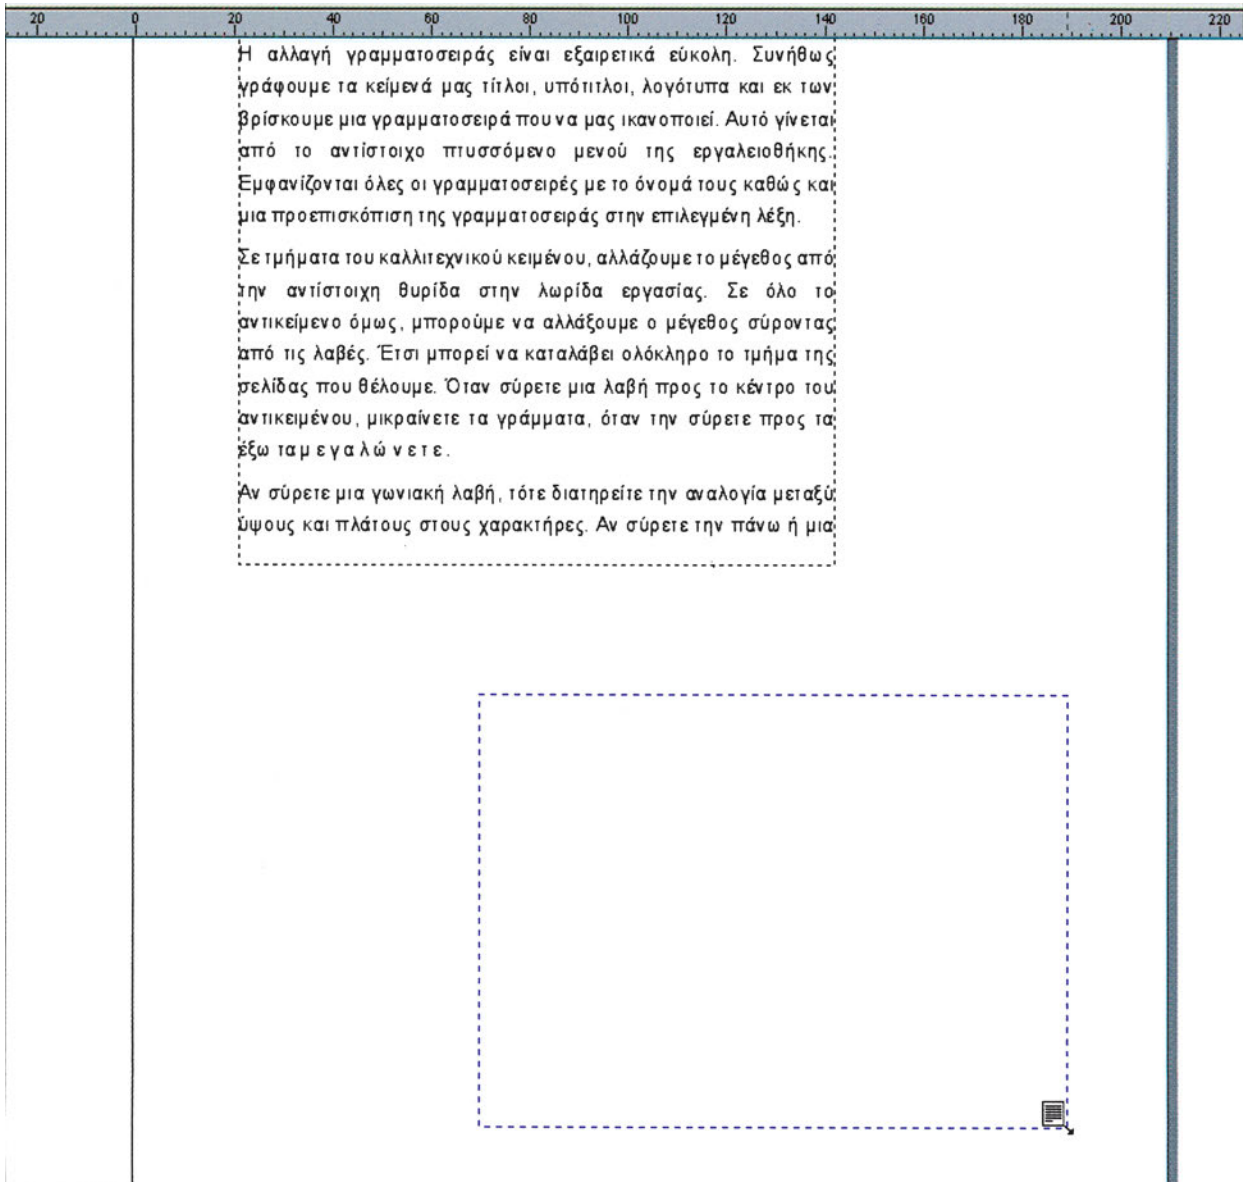 20 0 20 40 60 80 100 120 140 160 180 200 220
Η αλλαγή γραμματοσειράς είναι εξαιρετικά εύκολη. Συνήθως
γράφουμε τα κείμενά μας τίτλοι, υπότιτλοι, λογότυπα και εκ των
βρίσκουμε μια γραμματοσειρά που να μας ικανοποιεί. Αυτό γίνεται
από το αντίστοιχο πτυσσόμενο μενού της εργαλειοθήκης.
Εμφανίζονται όλες οι γραμματοσειρές με το όνομά τους καθώς και
μια προεπισκόπιση της γραμματοσειράς στην επιλεγμένη λέξη.
Σε τμήματα του καλλιτεχνικού κειμένου, αλλάζουμε το μέγεθος από
την αντίστοιχη θυρίδα στην λωρίδα εργασίας. Σε όλο το
αντικείμενο όμως, μπορούμε να αλλάξουμε ο μέγεθος σύροντας
από τις λαβές. Έτσι μπορεί να καταλάβει ολόκληρο το τμήμα της
σελίδας που θέλουμε. Όταν σύρετε μια λαβή προς το κέντρο του
αντικειμένου, μικραίνετε τα γράμματα, όταν την σύρετε προς τα
έξω τα μεγαλώνετε.
Αν σύρετε μια γωνιακή λαβή, τότε διατηρείτε την αναλογία μεταξύ
ύψους και πλάτους στους χαρακτήρες. Αν σύρετε την πάνω ή μια